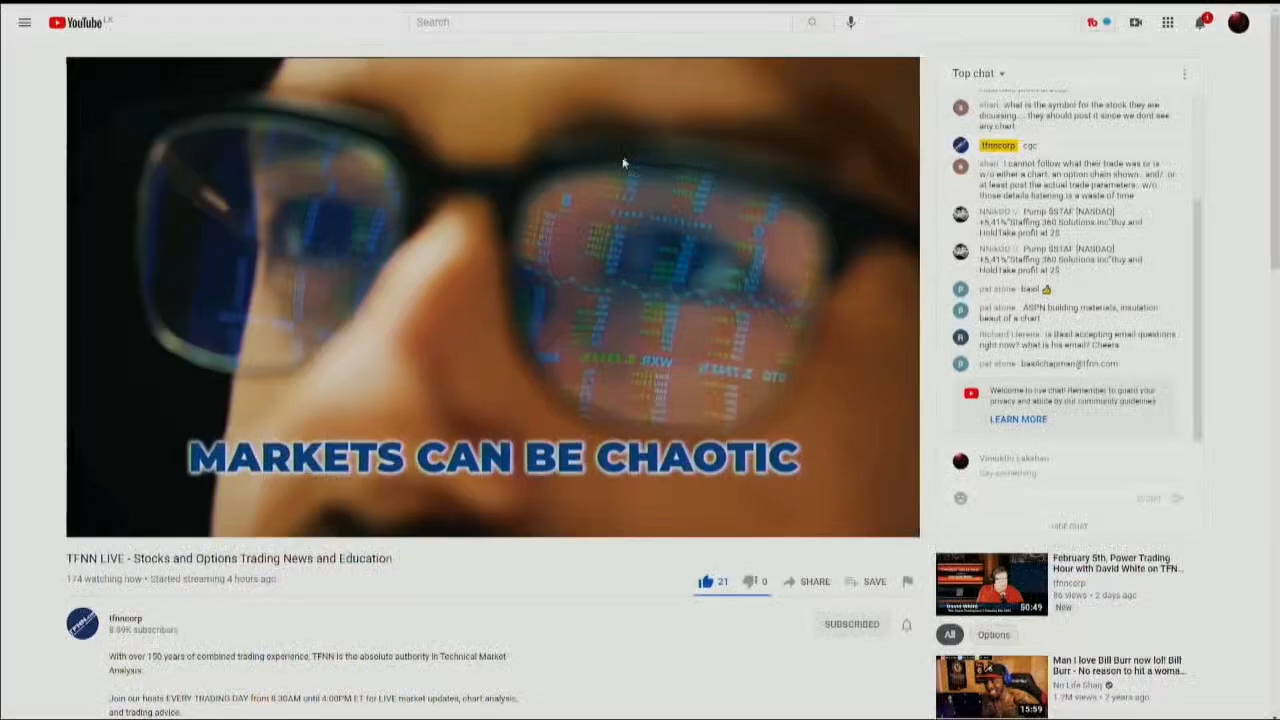 YouTube LK
Search
1
Top chat
shari what is the symbol for the stock they are
dicussing.... they should post it since we dont see
any chart
tfnncorp cgc
shari I cannot follow what their trade was or is
w/o either a chart, an option chain shown.. and/ or
at least post the actual trade parameters.. w/o
those details listening is a waste of time
Pump $STAF [NASDAQ]
+5,41% "Staffing 360 Solutions Inc" Buy and
Hold Take profit at 2$
Pump $STAF [NASDAQ]
+5,41% "Staffing 360 Solutions Inc" Buy and
Hold Take profit at 2$
pat stone basil 👍
pat stone ASPN building materials, insulation
beaut of a chart
Richard Llerena is Basil accepting email questions
right now? what is his email? Cheers
pat stone basilchapman@tfnn.com
Welcome to live chat! Remember to guard your
privacy and abide by our community guidelines.
LEARN MORE
Vimukthi Lakshan
Say something...
HIDE CHAT
MARKETS CAN BE CHAOTIC
TFNN LIVE - Stocks and Options Trading News and Education
174 watching now • Started streaming 4 hours ago
21 0 SHARE SAVE
tfnncorp
SUBSCRIBED
With over 150 years of combined trading experience, TFNN is the absolute authority in Technical Market
Analysis.
Join our hosts EVERY TRADING DAY from 8:30AM until 4:00PM ET for LIVE market updates, chart analysis,
and trading advice.
David White
50:49
February 5th, Power Trading
Hour with David White on TFN...
tfnncorp
86 views • 2 days ago
New
All Options
15:59
Man I love Bill Burr now lol! Bill
Burr - No reason to hit a woma...
No Life Shaq
1.2M views • 2 years ago